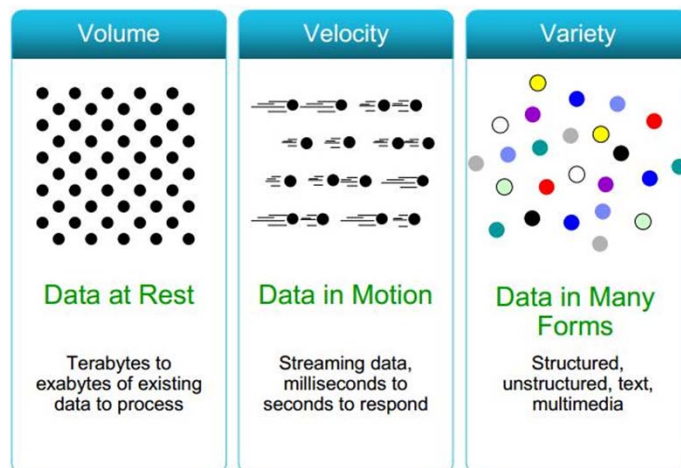 Volume
Data at Rest
Terabytes to
exabytes of existing
data to process
Velocity
Data in Motion
Streaming data,
milliseconds to
seconds to respond
Variety
Data in Many
Forms
Structured,
unstructured, text,
multimedia